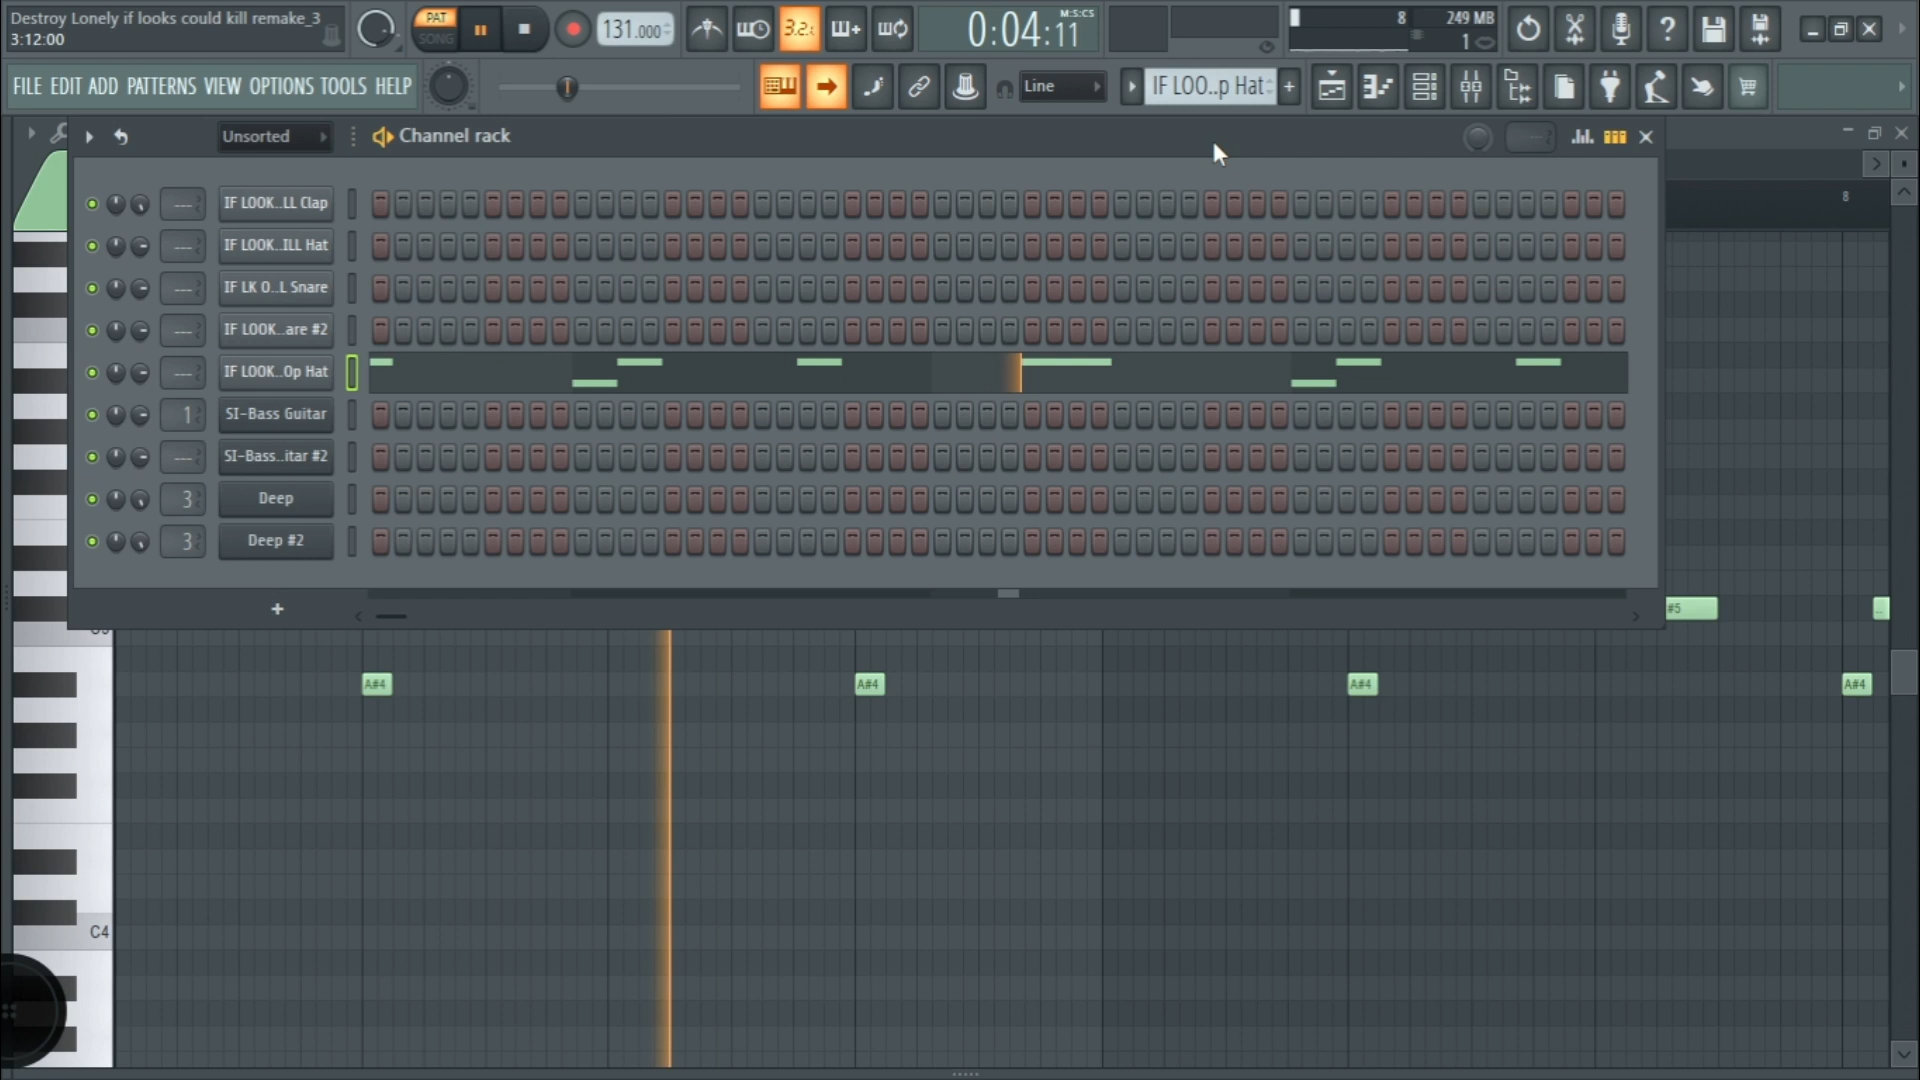 Destroy Lonely if looks could kill remake_3
3:12:00
PAT
SONG
131.000
3.2:
0:04:11
M:S:CS
8
249 MB
1
FILE EDIT ADD PATTERNS VIEW OPTIONS TOOLS HELP
Line
IF LOO..p Hat
Unsorted
Channel rack
IF LOOK..LL Clap
8
IF LOOK..ILL Hat
IF LK O..L Snare
IF LOOK..are #2
IF LOOK..Op Hat
1
SI-Bass Guitar
SI-Bass..itar #2
3
Deep
3
Deep #2
#5
A#4
A#4
A#4
A#4
C4